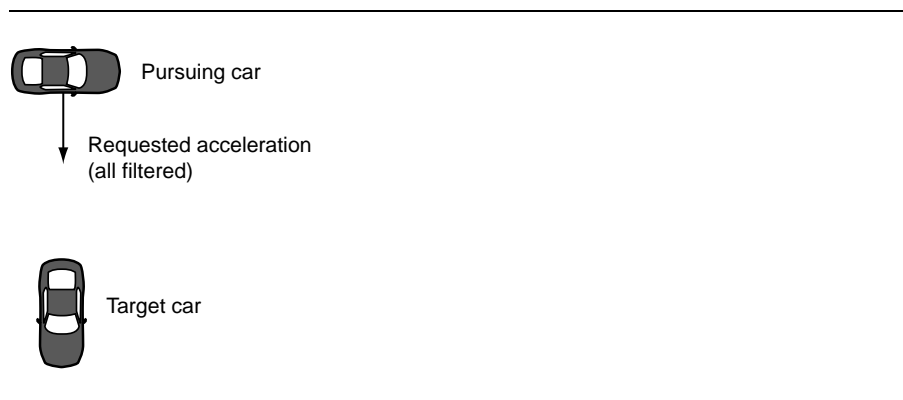 Pursuing car
Requested acceleration
(all filtered)
Target car